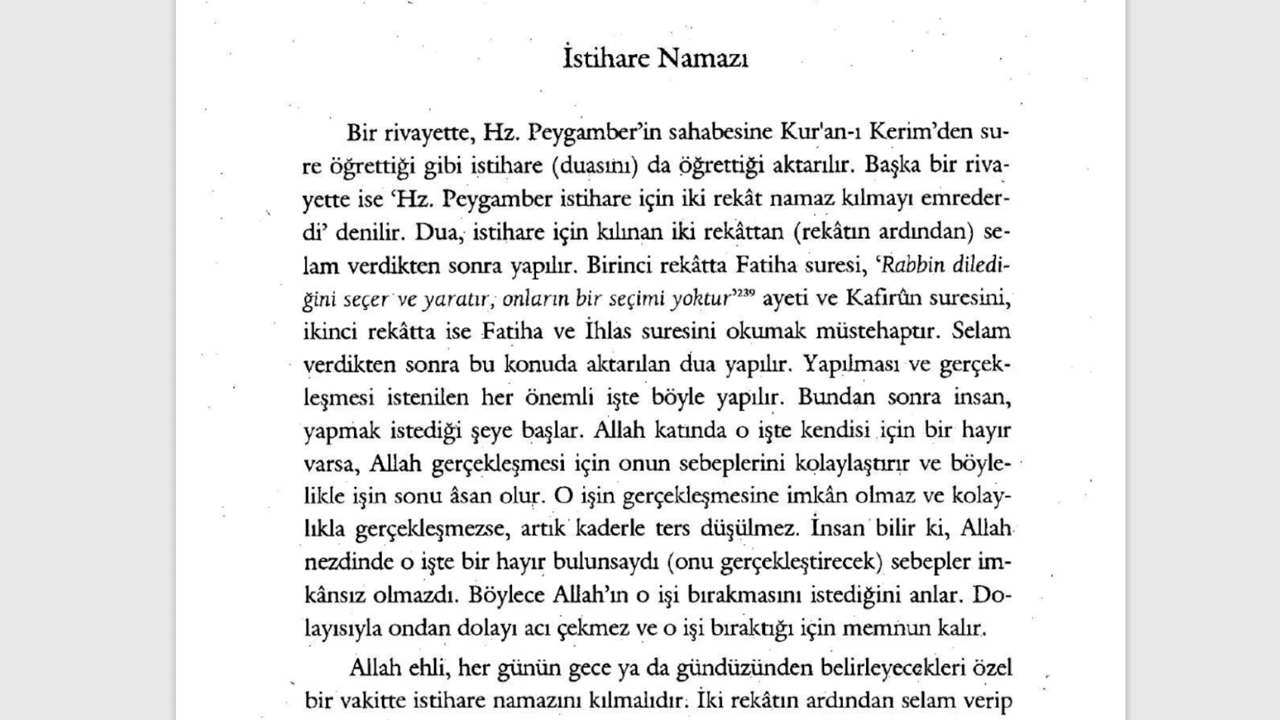 İstihare Namazı
Bir rivayette, Hz. Peygamber’in sahabesine Kur'an-ı Kerim’den su-
re öğrettiği gibi istihare (duasını) da öğrettiği aktarılır. Başka bir riva-
yette ise ‘Hz. Peygamber istihare için iki rekât namaz kılmayı emreder-
di’ denilir. Dua, istihare için kılınan iki rekâttan (rekâtın ardından) se-
lam verdikten sonra yapılır. Birinci rekâtta Fatiha suresi, ‘Rabbin diledi-
ğini seçer ve yaratır, onların bir seçimi yoktur’²³⁹ ayeti ve Kafirûn suresini,
ikinci rekâtta ise Fatiha ve İhlas suresini okumak müstehaptır. Selam
verdikten sonra bu konuda aktarılan dua yapılır. Yapılması ve gerçek-
leşmesi istenilen her önemli işte böyle yapılır. Bundan sonra insan,
yapmak istediği şeye başlar. Allah katında o işte kendisi için bir hayır
varsa, Allah gerçekleşmesi için onun sebeplerini kolaylaştırır ve böyle-
likle işin sonu âsan olur. O işin gerçekleşmesine imkân olmaz ve kolay-
lıkla gerçekleşmezse, artık kaderle ters düşülmez. İnsan bilir ki, Allah
nezdinde o işte bir hayır bulunsaydı (onu gerçekleştirecek) sebepler im-
kânsız olmazdı. Böylece Allah’ın o işi bırakmasını istediğini anlar. Do-
layısıyla ondan dolayı acı çekmez ve o işi bıraktığı için memnun kalır.
Allah ehli, her günün gece ya da gündüzünden belirleyecekleri özel
bir vakitte istihare namazını kılmalıdır. İki rekâtın ardından selam verip